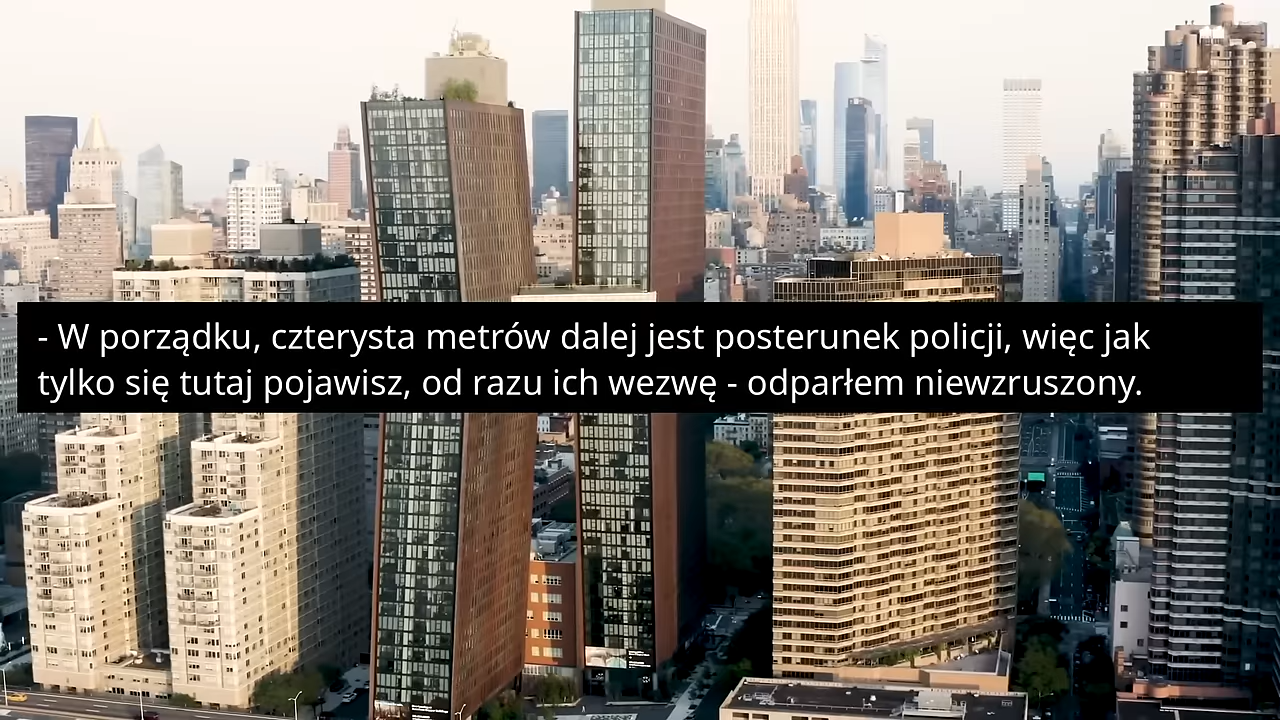 - W porządku, czterysta metrów dalej jest posterunek policji, więc jak
tylko się tutaj pojawisz, od razu ich wezwę - odparłem niewzruszony.